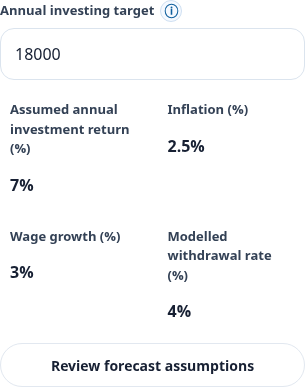 Annual investing target
18000
Assumed annual
investment return
(%)
7%
Inflation (%)
2.5%
Wage growth (%)
3%
Modelled
withdrawal rate
(%)
4%
Review forecast assumptions